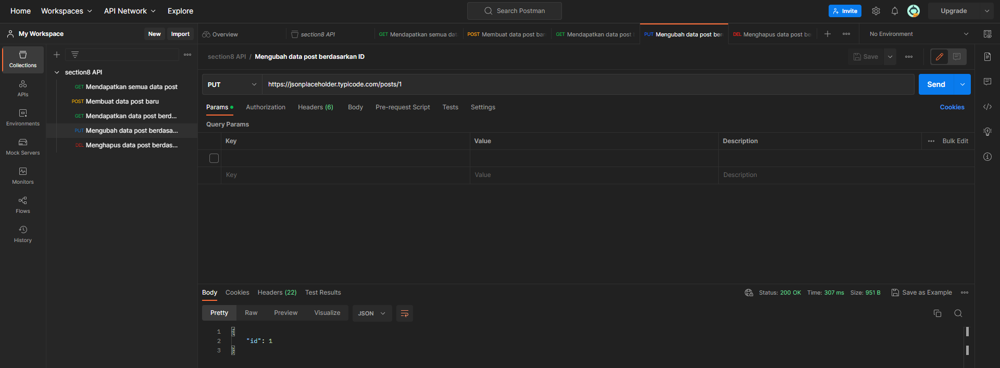 Home Workspaces API Network Explore Search Postman Invite Upgrade
My Workspace New Import
Overview section8 API GET Mendapatkan semua dat POST Membuat data post bar GET Mendapatkan data post PUT Mengubah data post ber DEL Menghapus data post be No Environment
Collections
APIs
Environments
Mock Servers
Monitors
Flows
History
section8 API
GET Mendapatkan semua data post
POST Membuat data post baru
GET Mendapatkan data post berd...
PUT Mengubah data post berdasa...
DEL Menghapus data post berdas...
section8 API / Mengubah data post berdasarkan ID Save
PUT https://jsonplaceholder.typicode.com/posts/1 Send
Params Authorization Headers (6) Body Pre-request Script Tests Settings Cookies
Query Params
Key Value Description Bulk Edit
Key Value Description
Body Cookies Headers (22) Test Results Status: 200 OK Time: 307 ms Size: 951 B Save as Example
Pretty Raw Preview Visualize JSON
1 {
2 "id": 1
3 }